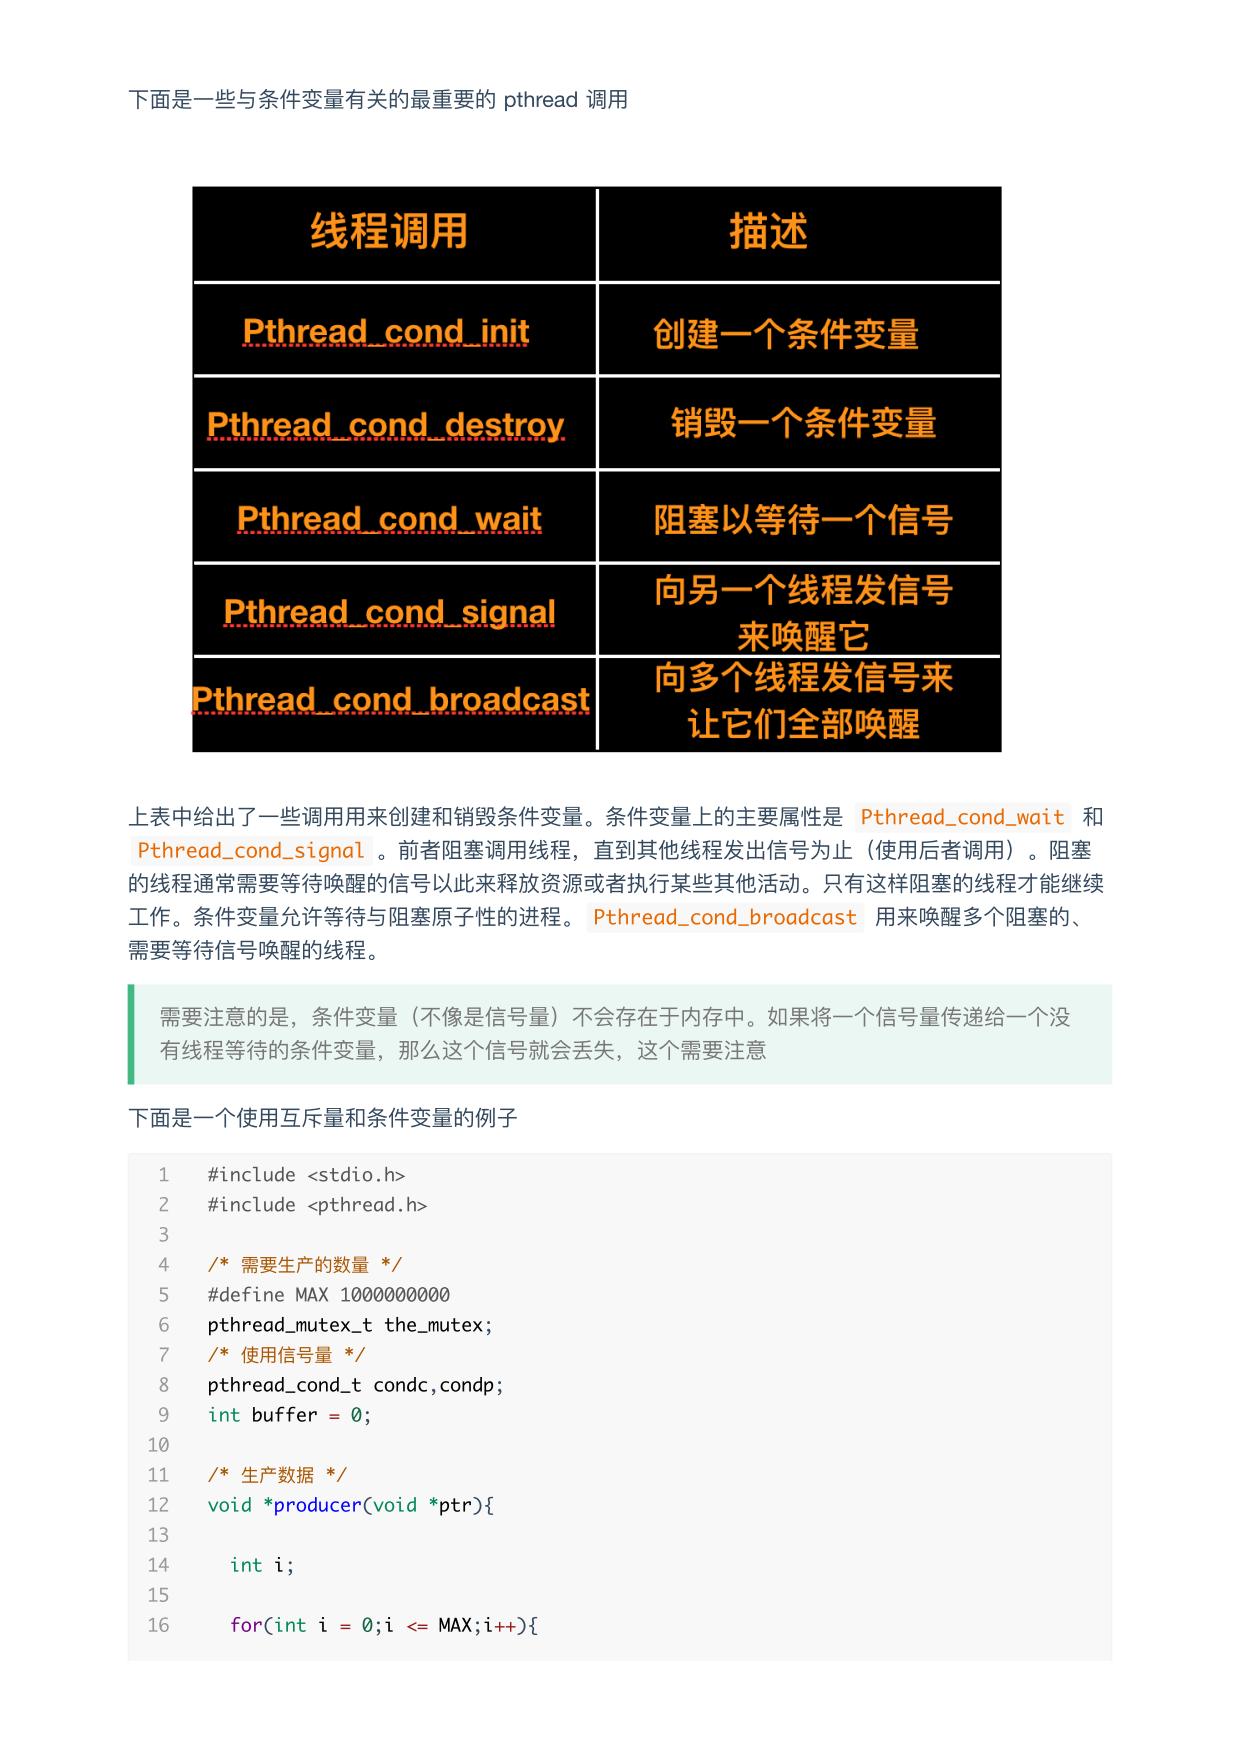 下面是一些与条件变量有关的最重要的 pthread 调用
线程调用 描述
Pthread_cond_init 创建一个条件变量
Pthread_cond_destroy 销毁一个条件变量
Pthread_cond_wait 阻塞以等待一个信号
Pthread_cond_signal 向另一个线程发信号
来唤醒它
Pthread_cond_broadcast 向多个线程发信号来
让它们全部唤醒
上表中给出了一些调用用来创建和销毁条件变量。条件变量上的主要属性是 Pthread_cond_wait 和
Pthread_cond_signal 。前者阻塞调用线程，直到其他线程发出信号为止（使用后者调用）。阻塞
的线程通常需要等待唤醒的信号以此来释放资源或者执行某些其他活动。只有这样阻塞的线程才能继续
工作。条件变量允许等待与阻塞原子性的进程。 Pthread_cond_broadcast 用来唤醒多个阻塞的、
需要等待信号唤醒的线程。
需要注意的是，条件变量（不像是信号量）不会存在于内存中。如果将一个信号量传递给一个没
有线程等待的条件变量，那么这个信号就会丢失，这个需要注意
下面是一个使用互斥量和条件变量的例子
1 #include <stdio.h>
2 #include <pthread.h>
3
4 /* 需要生产的数量 */
5 #define MAX 1000000000
6 pthread_mutex_t the_mutex;
7 /* 使用信号量 */
8 pthread_cond_t condc,condp;
9 int buffer = 0;
10
11 /* 生产数据 */
12 void *producer(void *ptr){
13
14 int i;
15
16 for(int i = 0;i <= MAX;i++){